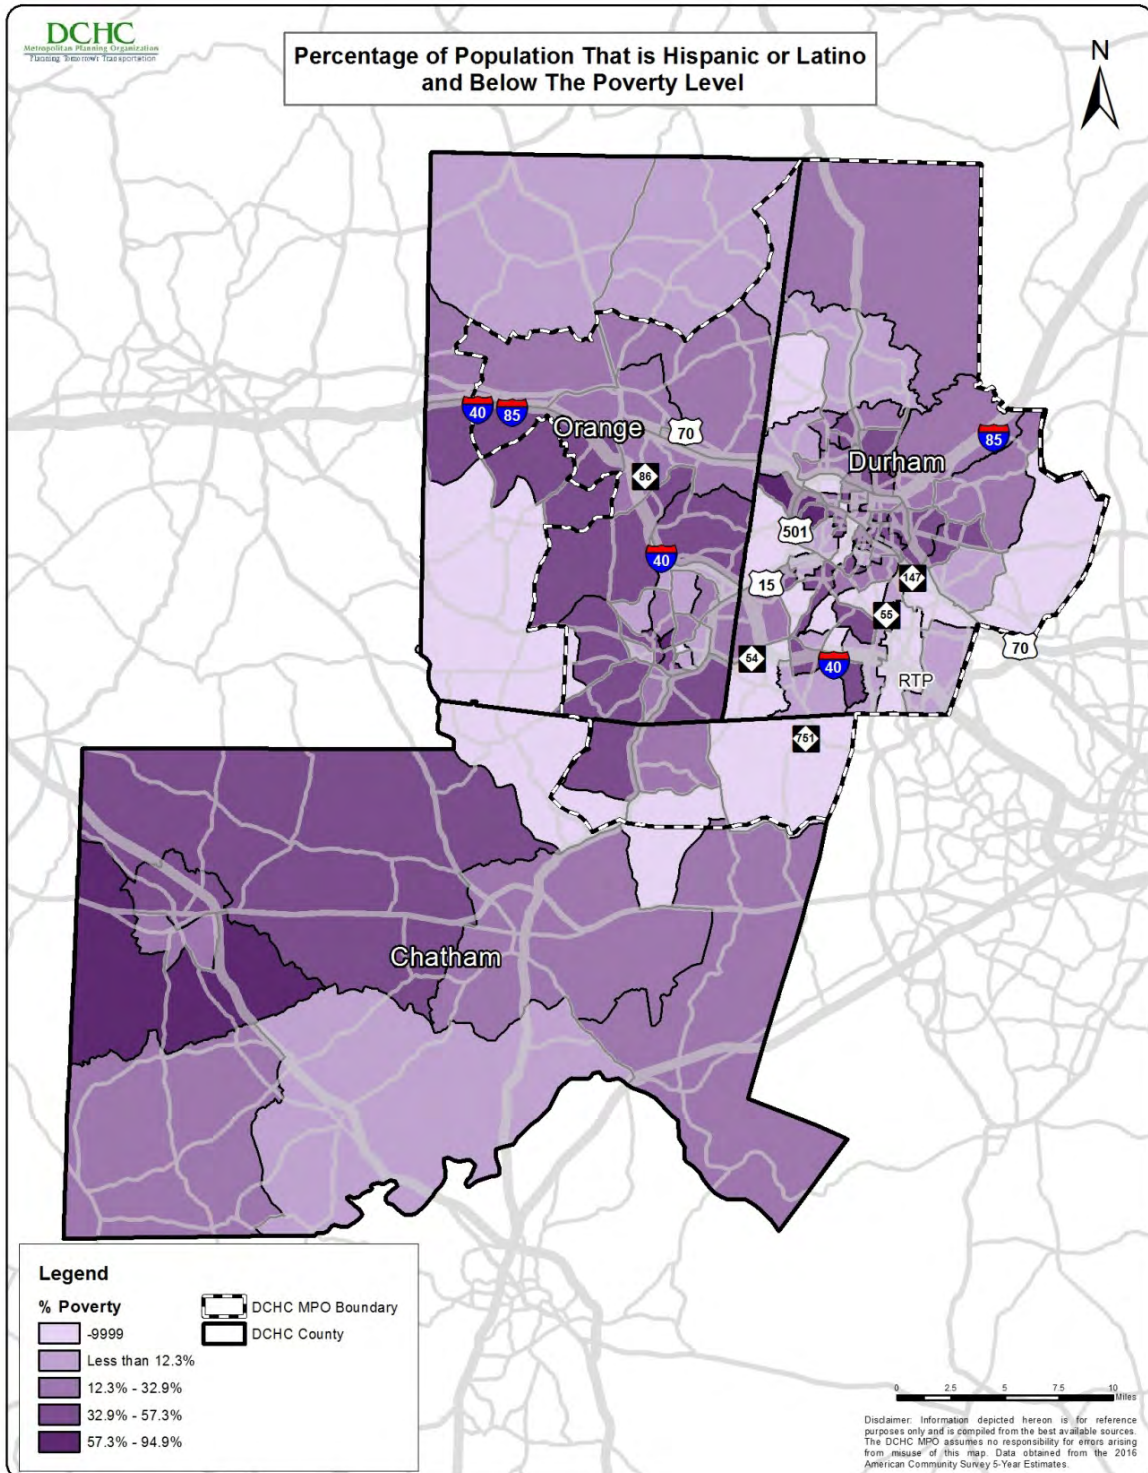 DCHC
Metropolitan Planning Organization
Planning Tomorrow's Transportation
Percentage of Population That is Hispanic or Latino
and Below The Poverty Level
N
40
85
Orange
70
86
Durham
85
501
40
15
147
55
54
40
70
RTP
751
Chatham
Legend
% Poverty
-9999
Less than 12.3%
12.3% - 32.9%
32.9% - 57.3%
57.3% - 94.9%
DCHC MPO Boundary
DCHC County
0 2.5 5 7.5 10
Miles
Disclaimer: Information depicted hereon is for reference
purposes only and is compiled from the best available sources.
The DCHC MPO assumes no responsibility for errors arising
from misuse of this map. Data obtained from the 2016
American Community Survey 5-Year Estimates.